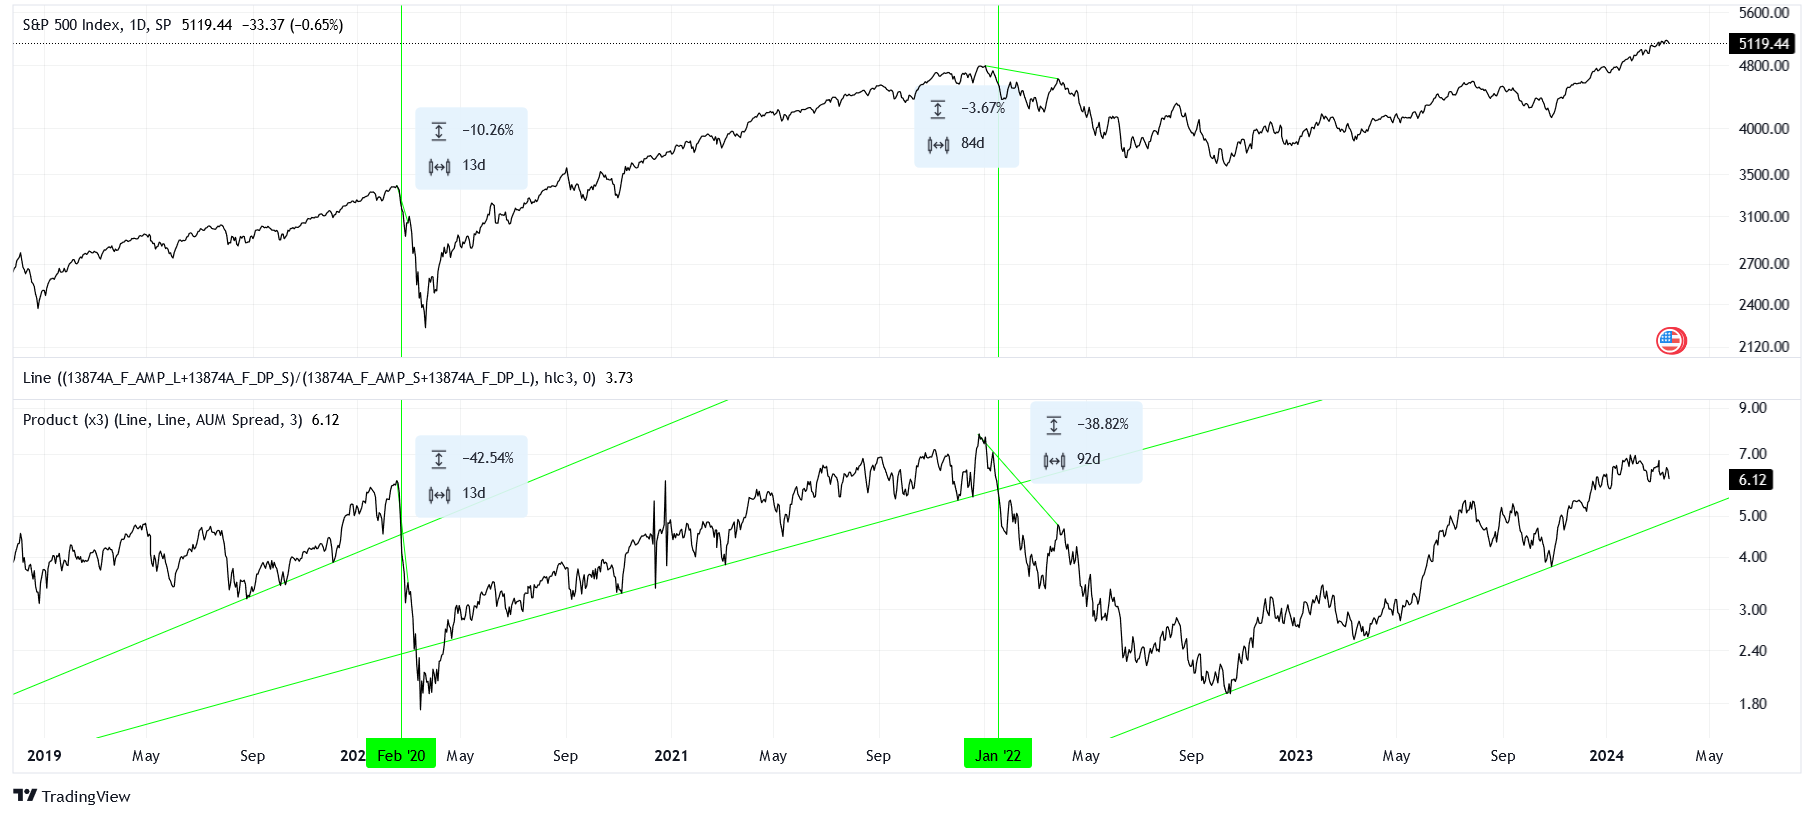 S&P 500 Index, 1D, SP 5119.44 −33.37 (−0.65%)
5600.00
5119.44
4800.00
4000.00
3500.00
3100.00
2700.00
2400.00
2100.00
−10.26%
13d
−3.67%
84d
Line ((13874A_F_AMP_L+13874A_F_DP_S)/(13874A_F_AMP_S+13874A_F_DP_L), hlc3, 0) 3.73
Product (x3) (Line, Line, AUM Spread, 3) 6.12
−42.54%
13d
−38.82%
92d
9.00
7.00
6.12
5.00
4.00
3.00
2.40
1.80
2019 May Sep 202 Feb '20 May Sep 2021 May Sep Jan '22 May Sep 2023 May Sep 2024 May
TradingView